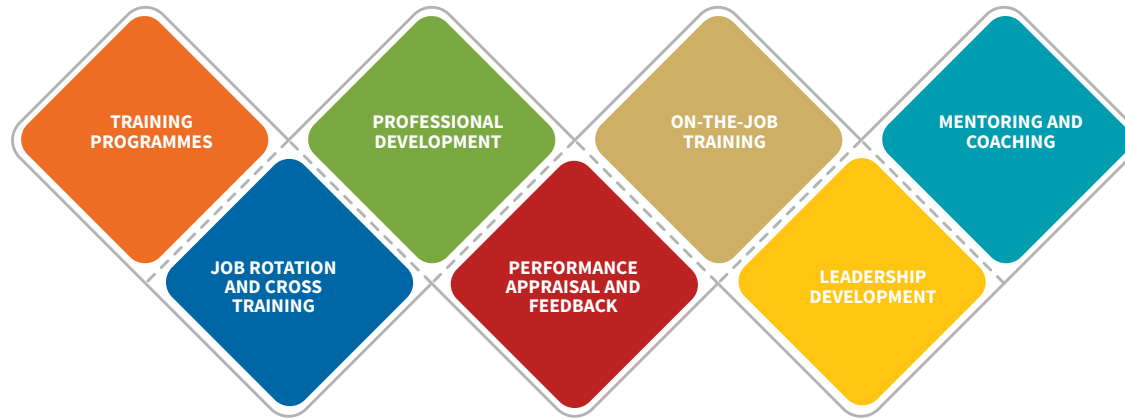 TRAINING
PROGRAMMES
PROFESSIONAL
DEVELOPMENT
ON-THE-JOB
TRAINING
MENTORING AND
COACHING
JOB ROTATION
AND CROSS
TRAINING
PERFORMANCE
APPRAISAL AND
FEEDBACK
LEADERSHIP
DEVELOPMENT